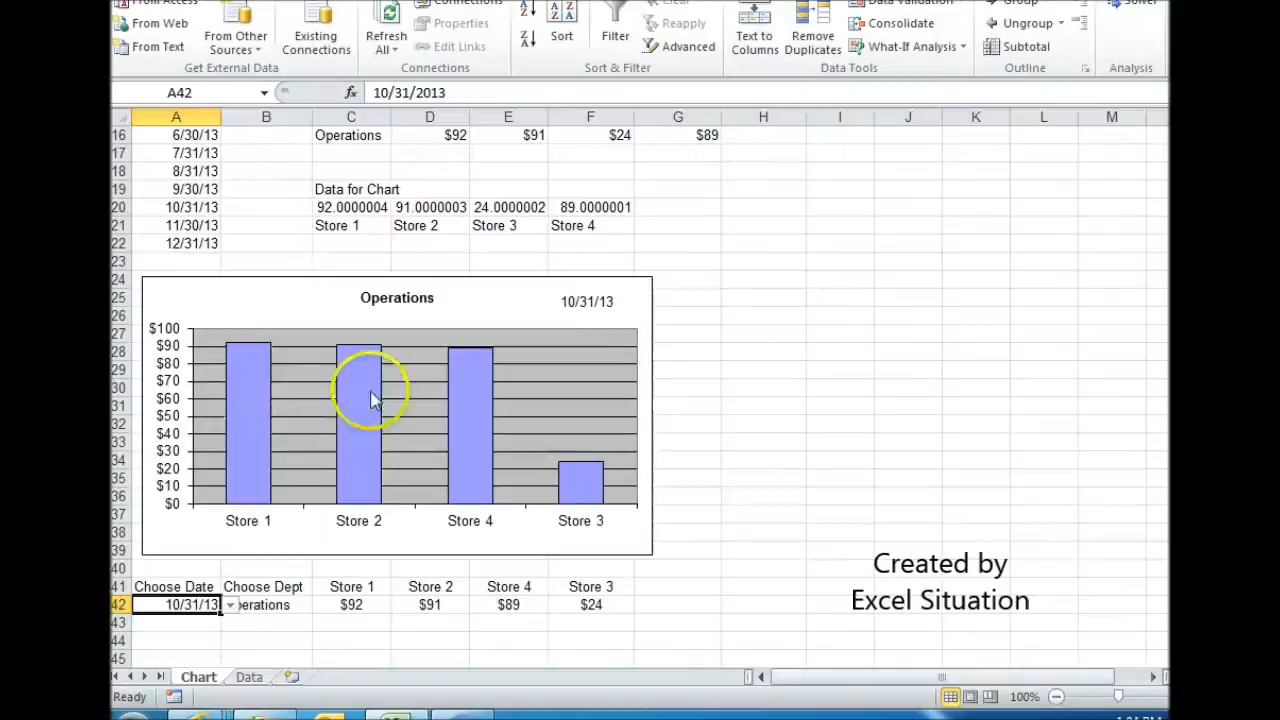 From Access Connections Clear Data Validation Group Solver
From Web Properties Reapply Consolidate Ungroup
From Text From Other Sources Existing Connections Refresh All Edit Links Sort Filter Advanced Text to Columns Remove Duplicates What-If Analysis Subtotal
Get External Data Connections Sort & Filter Data Tools Outline Analysis
A42 fx 10/31/2013
A B C D E F G H I J K L M
16 6/30/13 Operations $92 $91 $24 $89
17 7/31/13
18 8/31/13
19 9/30/13 Data for Chart
20 10/31/13 92.0000004 91.0000003 24.0000002 89.0000001
21 11/30/13 Store 1 Store 2 Store 3 Store 4
22 12/31/13
23
24
25 Operations 10/31/13
26
27 $100
28 $90
29 $80
30 $70
31 $60
32 $50
33 $40
34 $30
35 $20
36 $10
37 $0
38 Store 1 Store 2 Store 4 Store 3
39
40
41 Choose Date Choose Dept Store 1 Store 2 Store 4 Store 3
42 10/31/13 perations $92 $91 $89 $24
43
44
45
Created by
Excel Situation
Chart Data
Ready 100%